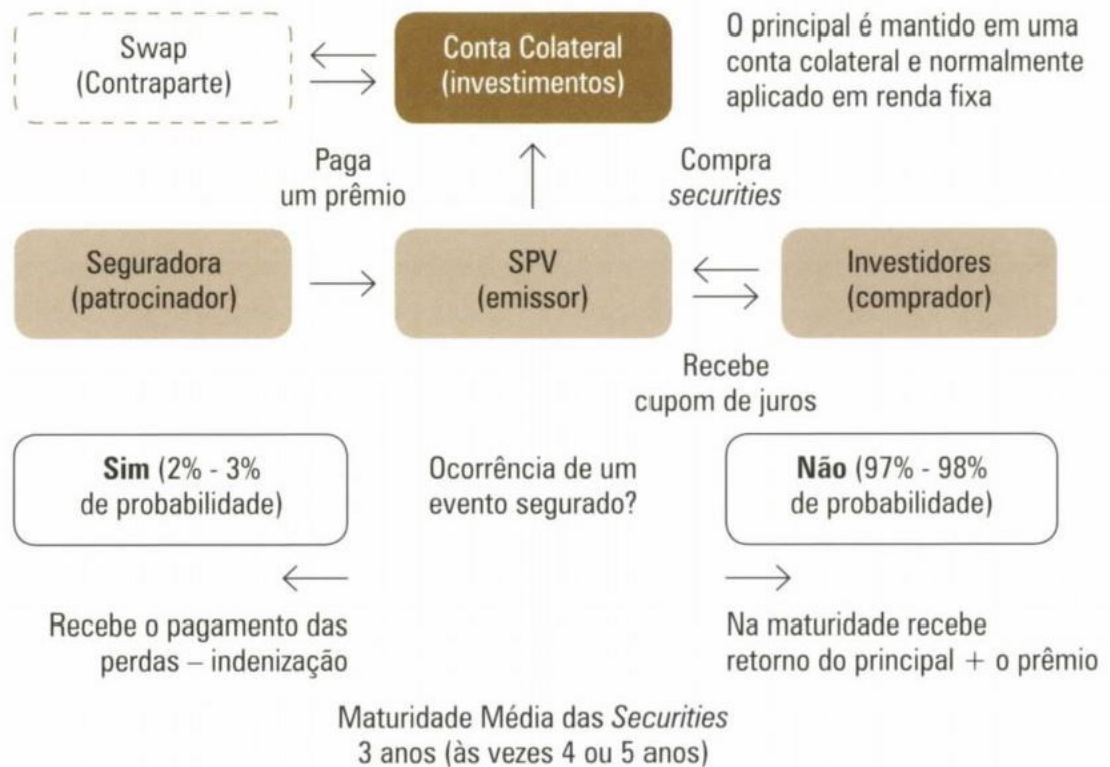 Swap
(Contraparte)
Conta Colateral
(investimentos)
O principal é mantido em uma
conta colateral e normalmente
aplicado em renda fixa
Paga
um prêmio
Compra
securities
Seguradora
(patrocinador)
SPV
(emissor)
Investidores
(comprador)
Recebe
cupom de juros
Sim (2% - 3%
de probabilidade)
Ocorrência de um
evento segurado?
Não (97% - 98%
de probabilidade)
Recebe o pagamento das
perdas – indenização
Na maturidade recebe
retorno do principal + o prêmio
Maturidade Média das Securities
3 anos (às vezes 4 ou 5 anos)